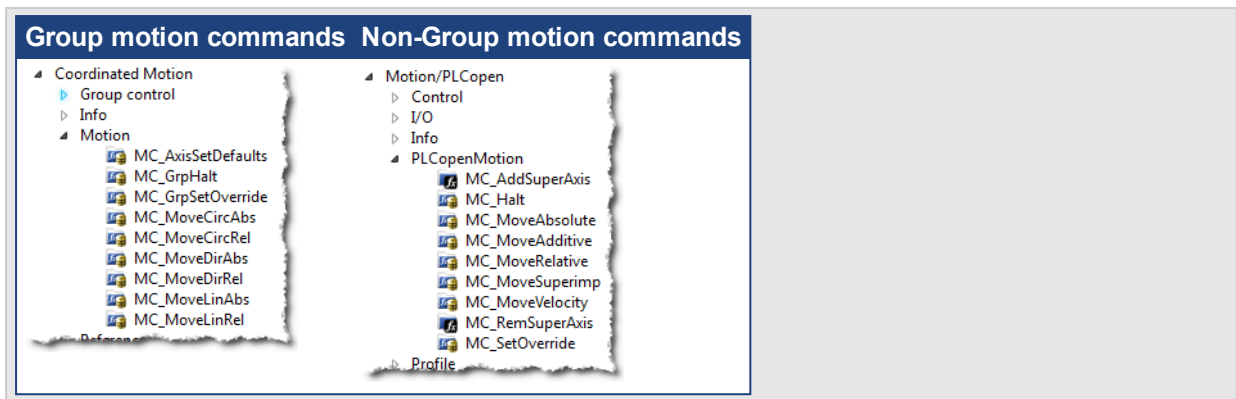 Group motion commands
Coordinated Motion
Group control
Info
Motion
MC_AxisSetDefaults
MC_GrpHalt
MC_GrpSetOverride
MC_MoveCircAbs
MC_MoveCircRel
MC_MoveDirAbs
MC_MoveDirRel
MC_MoveLinAbs
MC_MoveLinRel
Non-Group motion commands
Motion/PLCopen
Control
I/O
Info
PLCopenMotion
MC_AddSuperAxis
MC_Halt
MC_MoveAbsolute
MC_MoveAdditive
MC_MoveRelative
MC_MoveSuperimp
MC_MoveVelocity
MC_RemSuperAxis
MC_SetOverride
Profile